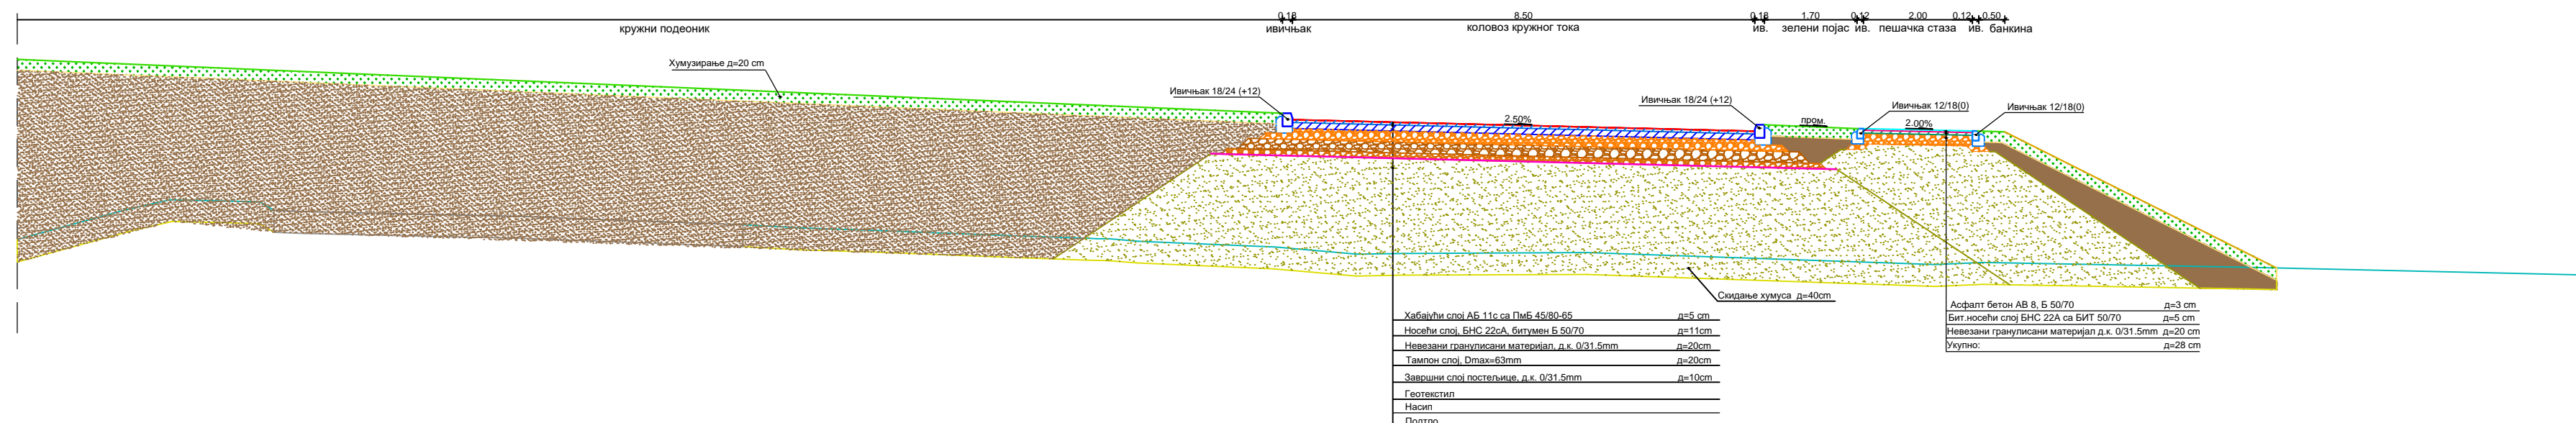 0.18 8.50 0.18 1.70 0.12 2.00 0.12 0.50
кружни подеоник ивичњак коловоз кружног тока ив. зелени појас ив. пешачка стаза ив. банкина
Хумузирање д=20 cm
Ивичњак 18/24 (+12)
Ивичњак 18/24 (+12)
Ивичњак 12/18(0)
Ивичњак 12/18(0)
2.50%
пром.
2.00%
Скидање хумуса д=40cm
Хабајући слој АБ 11с са ПмБ 45/80-65 д=5 cm
Носећи слој, БНС 22сА, битумен Б 50/70 д=11cm
Невезани гранулисани материјал, д.к. 0/31.5mm д=20cm
Тампон слој, Dmax=63mm д=20cm
Завршни слој постељице, д.к. 0/31.5mm д=10cm
Геотекстил
Насип
Подтло
Асфалт бетон АВ 8, Б 50/70 д=3 cm
Бит.носећи слој БНС 22А са БИТ 50/70 д=5 cm
Невезани гранулисани материјал д.к. 0/31.5mm д=20 cm
Укупно: д=28 cm